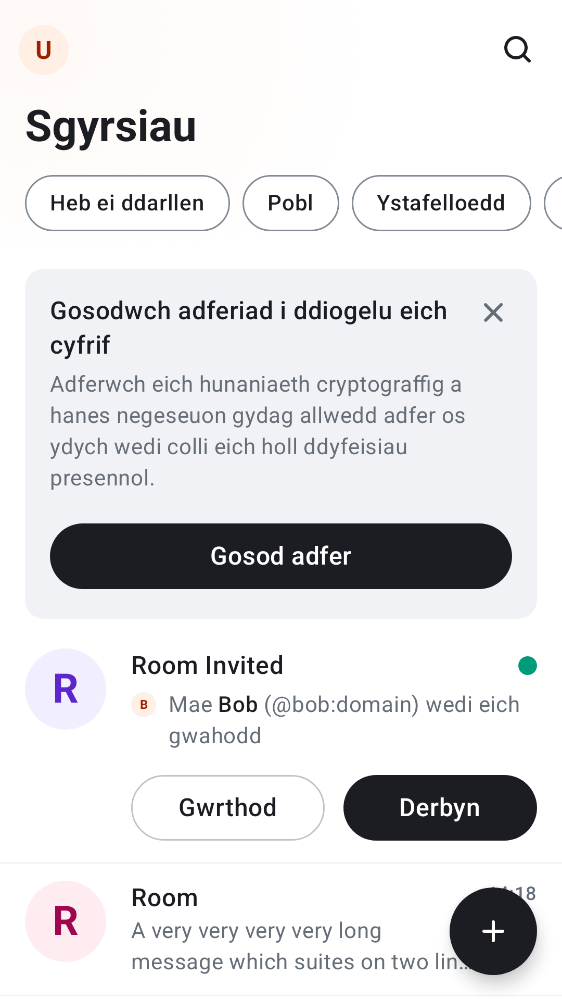 U
Sgyrsiau
Heb ei ddarllen
Pobl
Ystafelloedd
Gosodwch adferiad i ddiogelu eich
cyfrif
Adferwch eich hunaniaeth cryptograffig a
hanes negeseuon gydag allwedd adfer os
ydych wedi colli eich holl ddyfeisiau
presennol.
Gosod adfer
R
Room Invited
B
Mae Bob (@bob:domain) wedi eich
gwahodd
Gwrthod
Derbyn
R
Room
A very very very very long
message which suites on two lin…